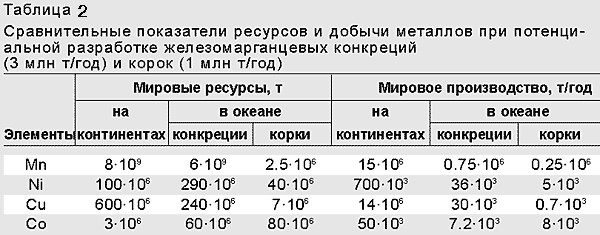 Таблица 2
Сравнительные показатели ресурсов и добычи металлов при потенци-
альной разработке железомарганцевых конкреций
(3 млн т/год) и корок (1 млн т/год)
Мировые ресурсы, т Мировое производство, т/год
на в океане на в океане
Элементы континентах конкреции корки континентах конкреции корки
Mn 8·10⁹ 6·10⁹ 2.5·10⁶ 15·10⁶ 0.75·10⁶ 0.25·10⁶
Ni 100·10⁶ 290·10⁶ 40·10⁶ 700·10³ 36·10³ 5·10³
Cu 600·10⁶ 240·10⁶ 7·10⁶ 14·10⁶ 30·10³ 0.7·10³
Co 3·10⁶ 60·10⁶ 80·10⁶ 50·10³ 7.2·10³ 8·10³